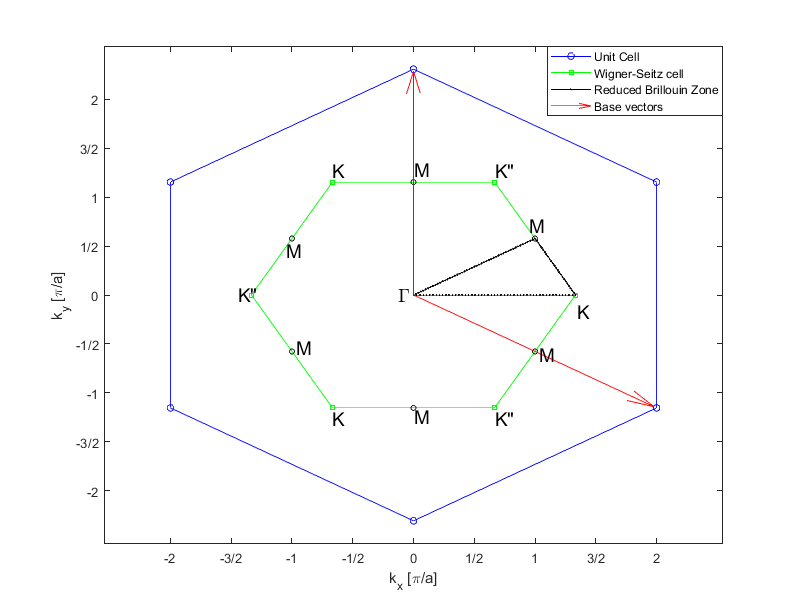 Unit Cell
Wigner-Seitz cell
Reduced Brillouin Zone
Base vectors
2
3/2
1
1/2
0
-1/2
-1
-3/2
-2
k_y [π/a]
K
M
K"
M
M
K"
Γ
K
M
M
K
M
K"
-2
-3/2
-1
-1/2
0
1/2
1
3/2
2
k_x [π/a]